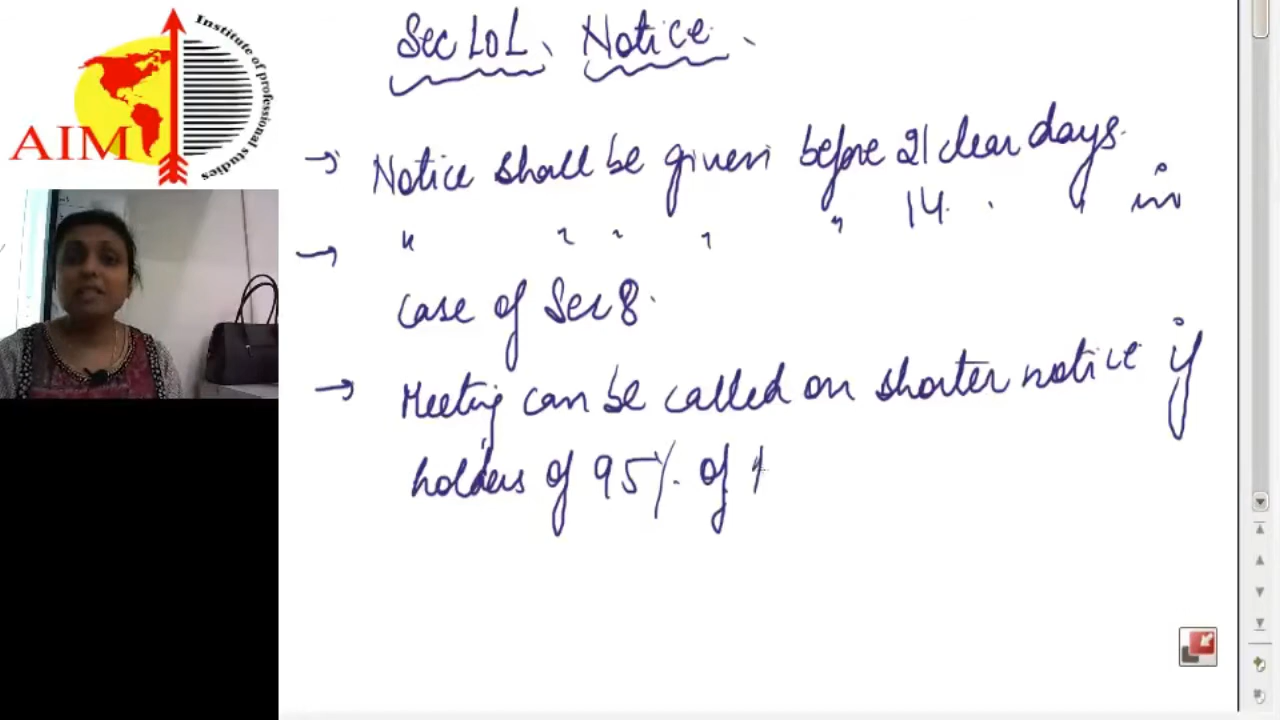 AIM
Institute of professional studies
Sec 101. Notice.
→ Notice shall be given before 21 clear days.
→ " " " " " 14 " " in
case of Sec 8.
→ Meeting can be called on shorter notice if
holders of 95% of